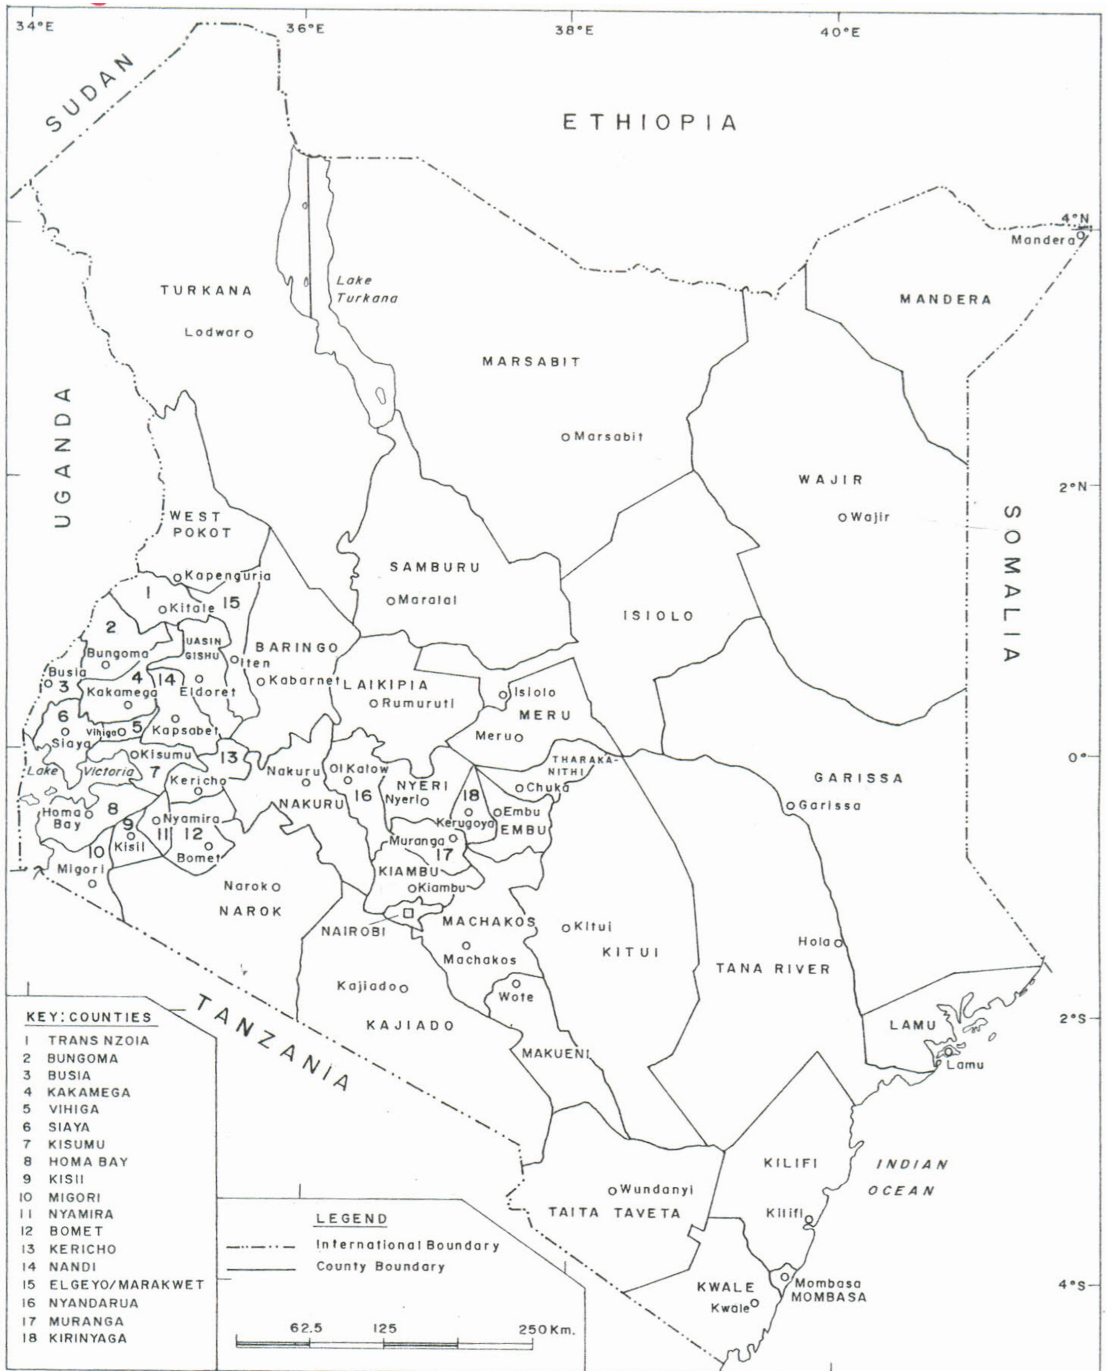 34°E 36°E 38°E 40°E
SUDAN
ETHIOPIA
4°N
Mandera
Lake
Turkana
TURKANA
MANDERA
Lodwar
MARSABIT
UGANDA
Marsabit
WAJIR
2°N
Wajir
SOMALIA
WEST
POKOT
Kapenguria
SAMBURU
1
Kitale
15
Maralal
ISIOLO
2
UASIN
GISHU
BARINGO
Bungoma
Iten
Busia
3
4
14
Eldoret
Kabarnet
LAIKIPIA
Isiolo
Kakamega
Rumuruti
MERU
6
Siaya
Vihiga
5
Kapsabet
Meru
Kisumu
13
THARAKA-
NITHI
0°
Lake Victoria
7
Kericho
Nakuru
Ol Kalow
NYERI
Chuka
GARISSA
NAKURU
16
Nyeri
18
Embu
Garissa
Homa
Bay
8
9
Nyamira
11
12
Kerugoya
EMBU
Kisii
Muranga
17
10
Bomet
KIAMBU
Migori
Narok
Kiambu
NAROK
NAIROBI
MACHAKOS
Kitui
Machakos
KITUI
Hola
TANA RIVER
Kajiado
Wote
KAJIADO
TANZANIA
MAKUENI
LAMU
Lamu
2°S
KEY: COUNTIES
1 TRANS NZOIA
2 BUNGOMA
3 BUSIA
4 KAKAMEGA
5 VIHIGA
6 SIAYA
7 KISUMU
8 HOMA BAY
9 KISII
10 MIGORI
11 NYAMIRA
12 BOMET
13 KERICHO
14 NANDI
15 ELGEYO/MARAKWET
16 NYANDARUA
17 MURANGA
18 KIRINYAGA
KILIFI
INDIAN
OCEAN
Wundanyi
TAITA TAVETA
Kilifi
LEGEND
International Boundary
County Boundary
KWALE
Kwale
Mombasa
MOMBASA
4°S
62.5 125 250 Km.